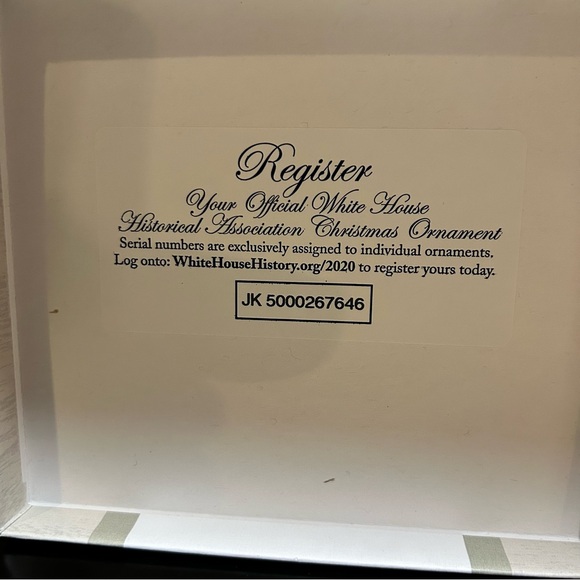 Register
Your Official White House
Historical Association Christmas Ornament
Serial numbers are exclusively assigned to individual ornaments.
Log onto: WhiteHouseHistory.org/2020 to register yours today.
JK 5000267646